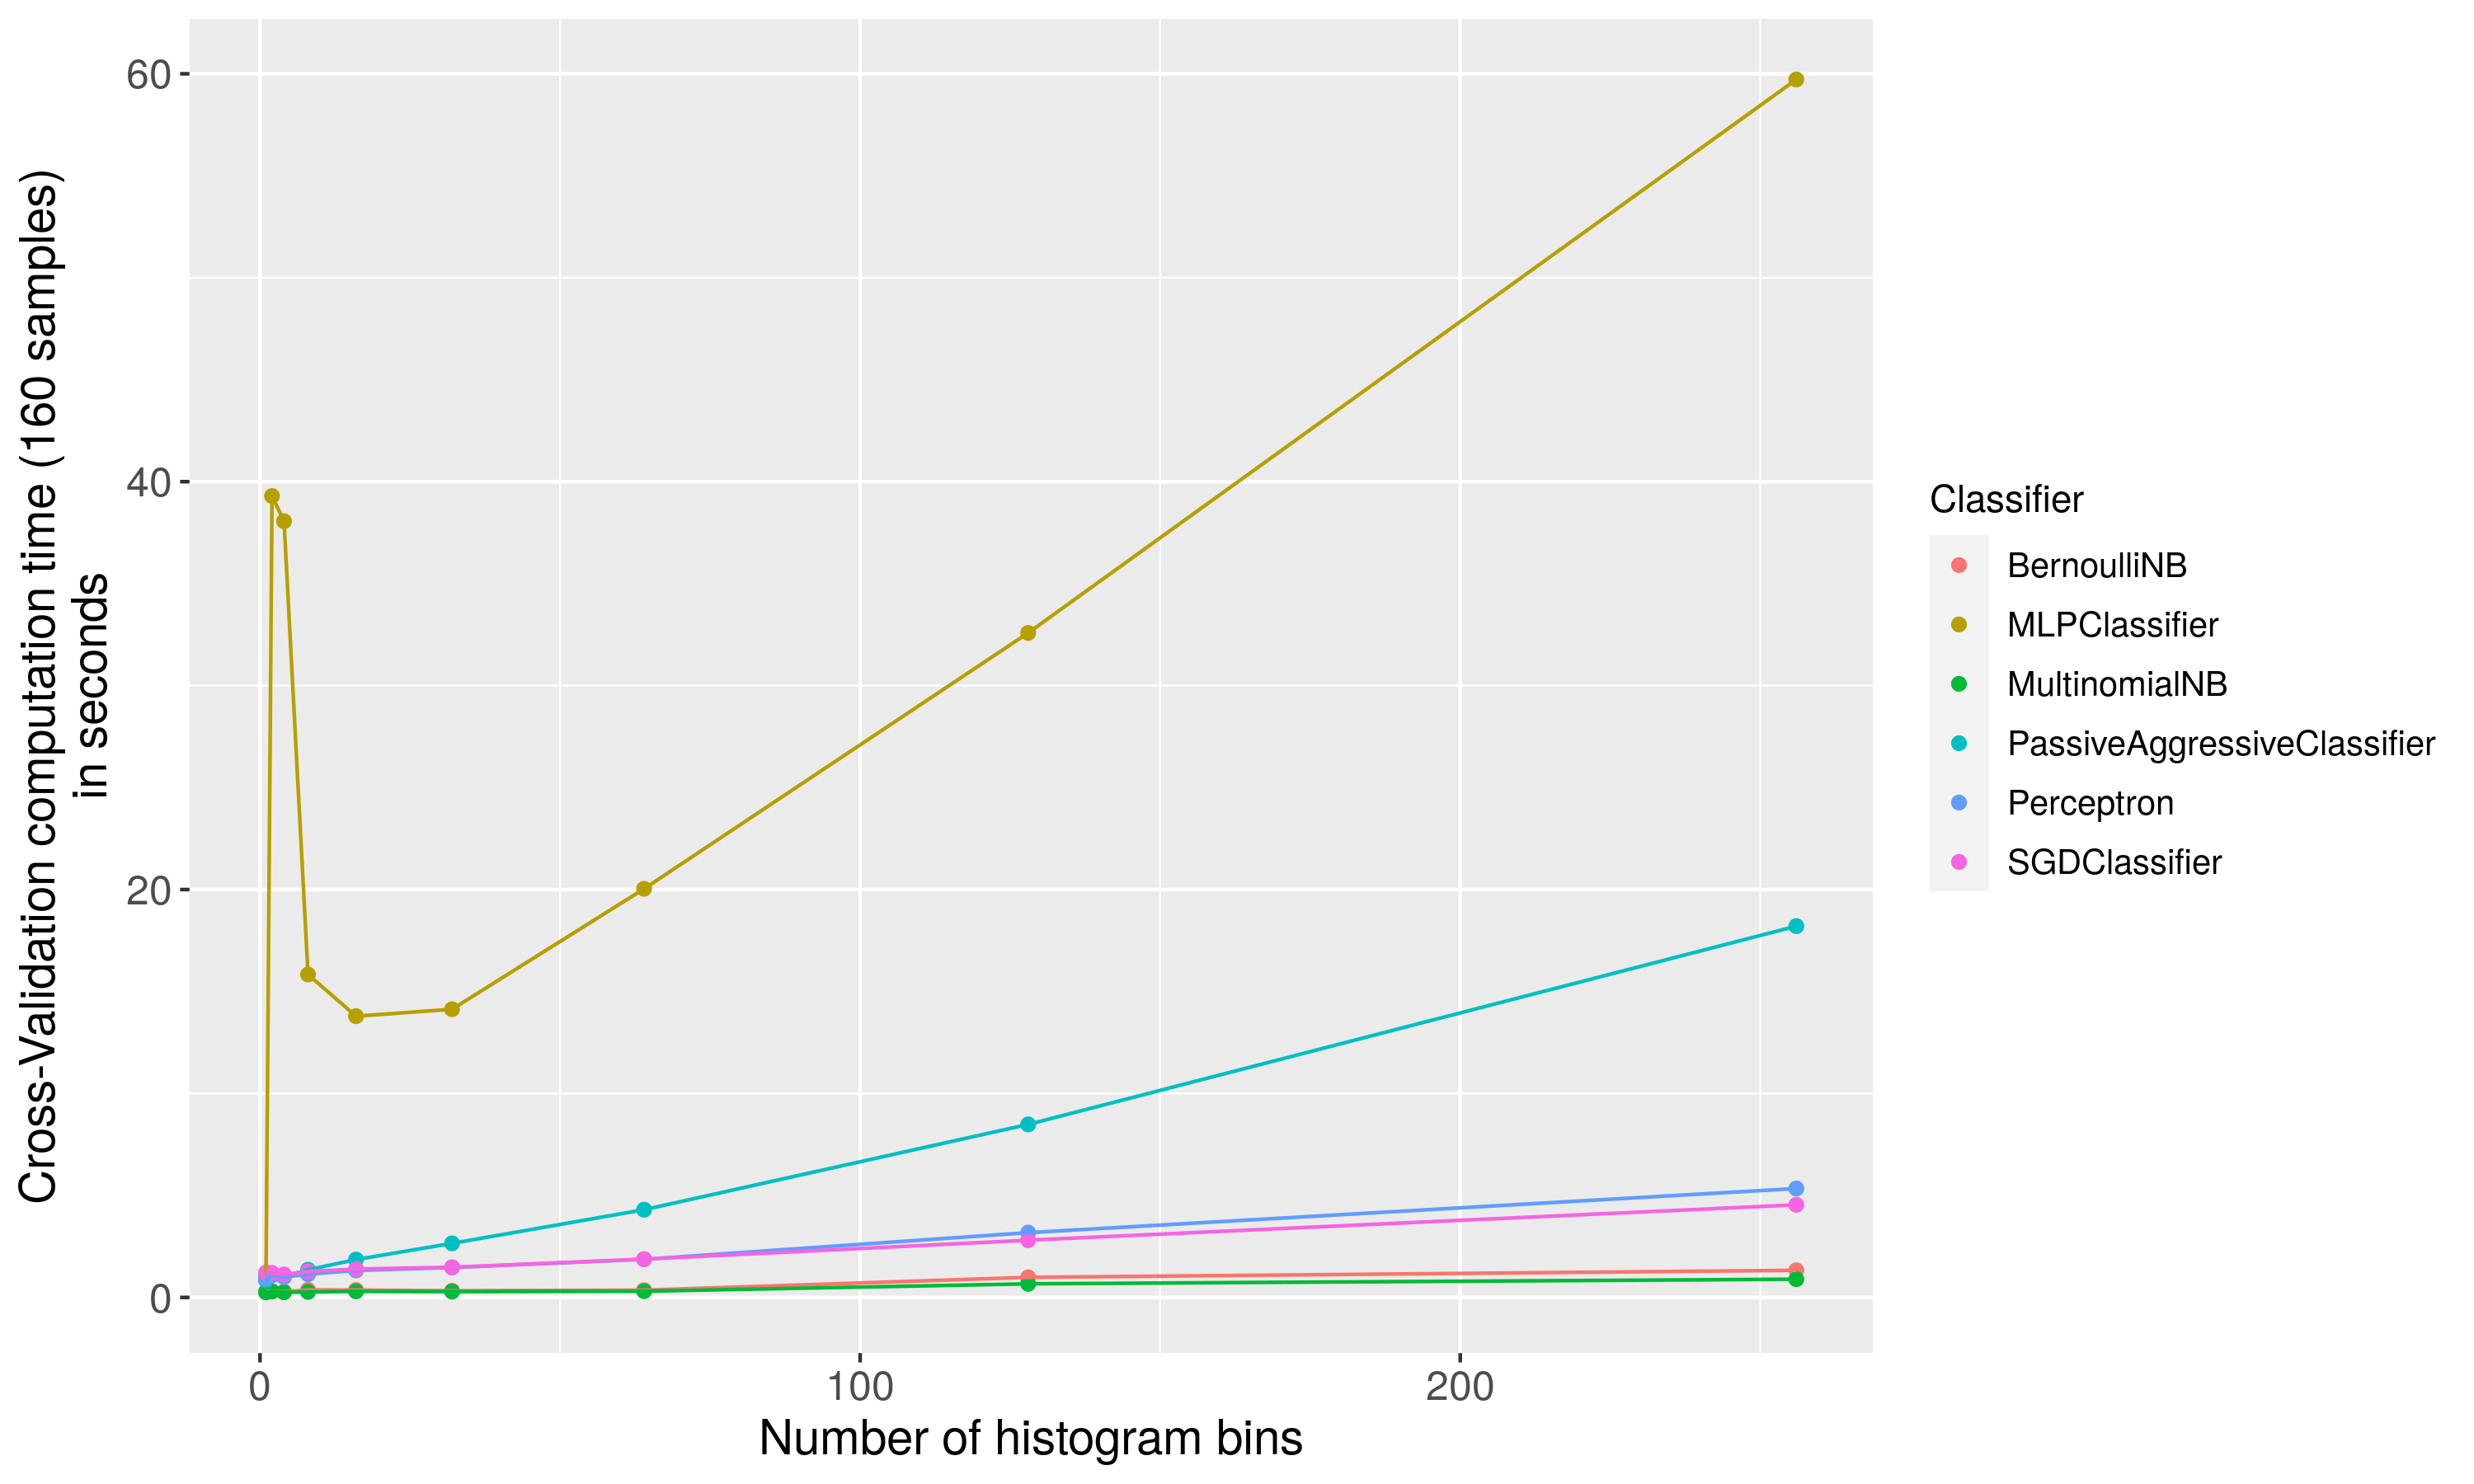 Cross-Validation computation time (160 samples)
in seconds
60
40
20
0
0
100
200
Number of histogram bins
Classifier
BernoulliNB
MLPClassifier
MultinomialNB
PassiveAggressiveClassifier
Perceptron
SGDClassifier